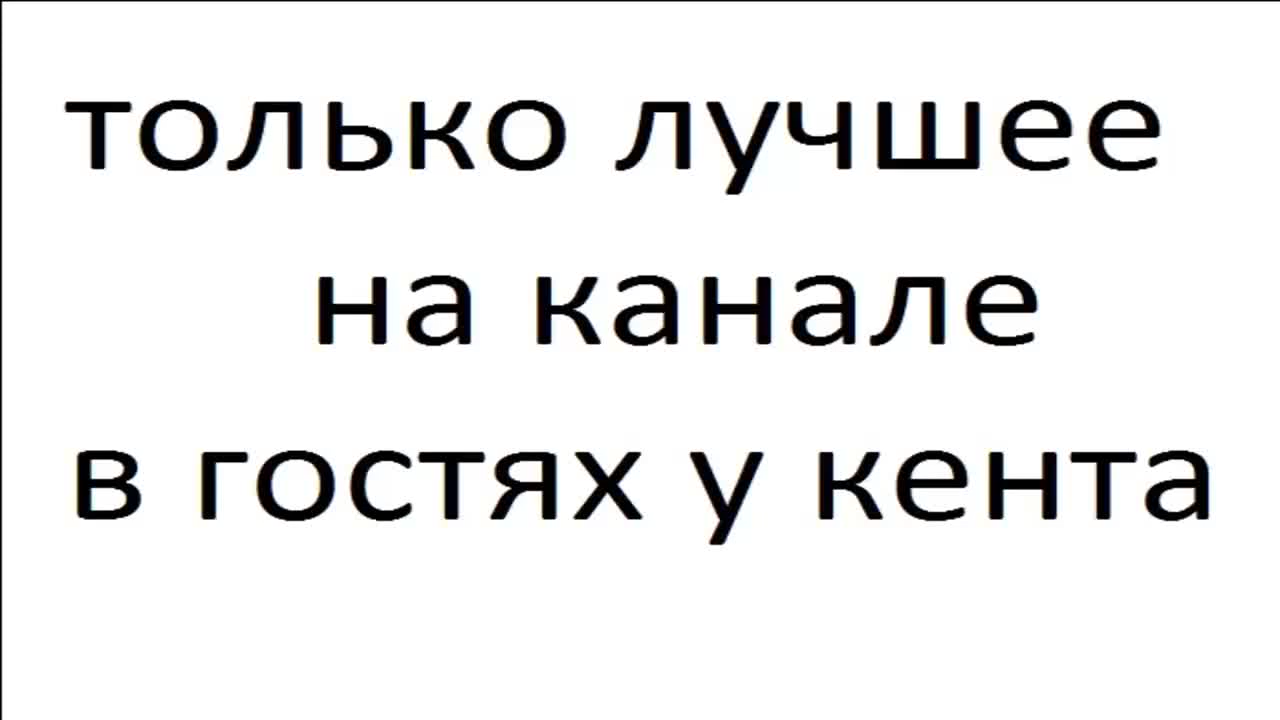 только лучшее
на канале
в гостях у кента